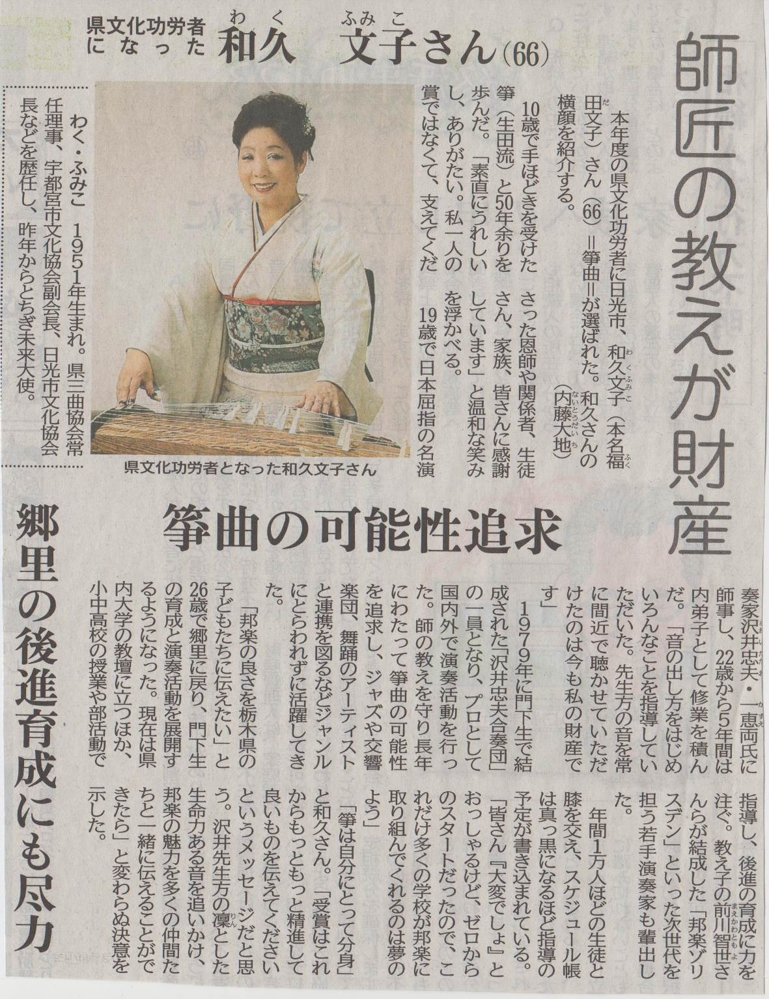 師匠の教えが財産
県文化功労者
になった
和久 文子さん(66)
わく ふみこ
本年度の県文化功労者に日光市、和久文子(本名福
田文子)さん(66)=箏曲=が選ばれた。和久さんの
横顔を紹介する。
(内藤大地)
わくふみこ
ふく
だ
ないとうだいち
10歳で手ほどきを受けた
箏(生田流)と50年余りを
歩んだ。「素直にうれしい
し、ありがたい。私一人の
賞ではなくて、支えてくだ
さった恩師や関係者、生徒
さん、家族、皆さんに感謝
しています」と温和な笑み
を浮かべる。
19歳で日本屈指の名演
県文化功労者となった和久文子さん
わく・ふみこ 1951年生まれ。県三曲協会常
任理事、宇都宮市文化協会副会長、日光市文化協会
長などを歴任し、昨年からとちぎ未来大使。
箏曲の可能性追求
郷里の後進育成にも尽力
奏家沢井忠夫・一恵両氏に
さわいただお
かずえ
師事し、22歳から5年間は
内弟子として修業を積ん
だ。「音の出し方をはじめ
いろんなことを指導してい
ただいた。先生方の音を常
に間近で聴かせていただ
けたのは今も私の財産で
す」
1979年に門下生で結
成された「沢井忠夫合奏団」
の一員となり、プロとして
国内外で演奏活動を行っ
た。師の教えを守り長年
にわたって箏曲の可能性
を追求し、ジャズや交響
楽団、舞踊のアーティスト
と連携を図るなどジャンル
にとらわれずに活躍してき
た。
「邦楽の良さを栃木県の
子どもたちに伝えたい」と
26歳で郷里に戻り、門下生
の育成と演奏活動を展開す
るようになった。現在は県
内大学の教壇に立つほか、
小中高校の授業や部活動で
指導し、後進の育成に力を
注ぐ。教え子の前川智世さ
まえかわともよ
んらが結成した「邦楽ゾリ
スデン」といった次世代を
担う若手演奏家も輩出し
た。
年間1万人ほどの生徒と
膝を交え、スケジュール帳
は真っ黒になるほど指導の
予定が書き込まれている。
「皆さん『大変でしょ』と
おっしゃるけど、ゼロから
のスタートだったので、こ
れだけ多くの学校が邦楽に
取り組んでくれるのは夢の
よう」
「箏は自分にとって分身」
と和久さん。「受賞はこれ
からもっともっと精進して
良いものを伝えてください
というメッセージだと思
う。沢井先生方の凜とした
りん
生命力ある音を追いかけ、
邦楽の魅力を多くの仲間た
ちと一緒に伝えることがで
きたら」と変わらぬ決意を
示した。